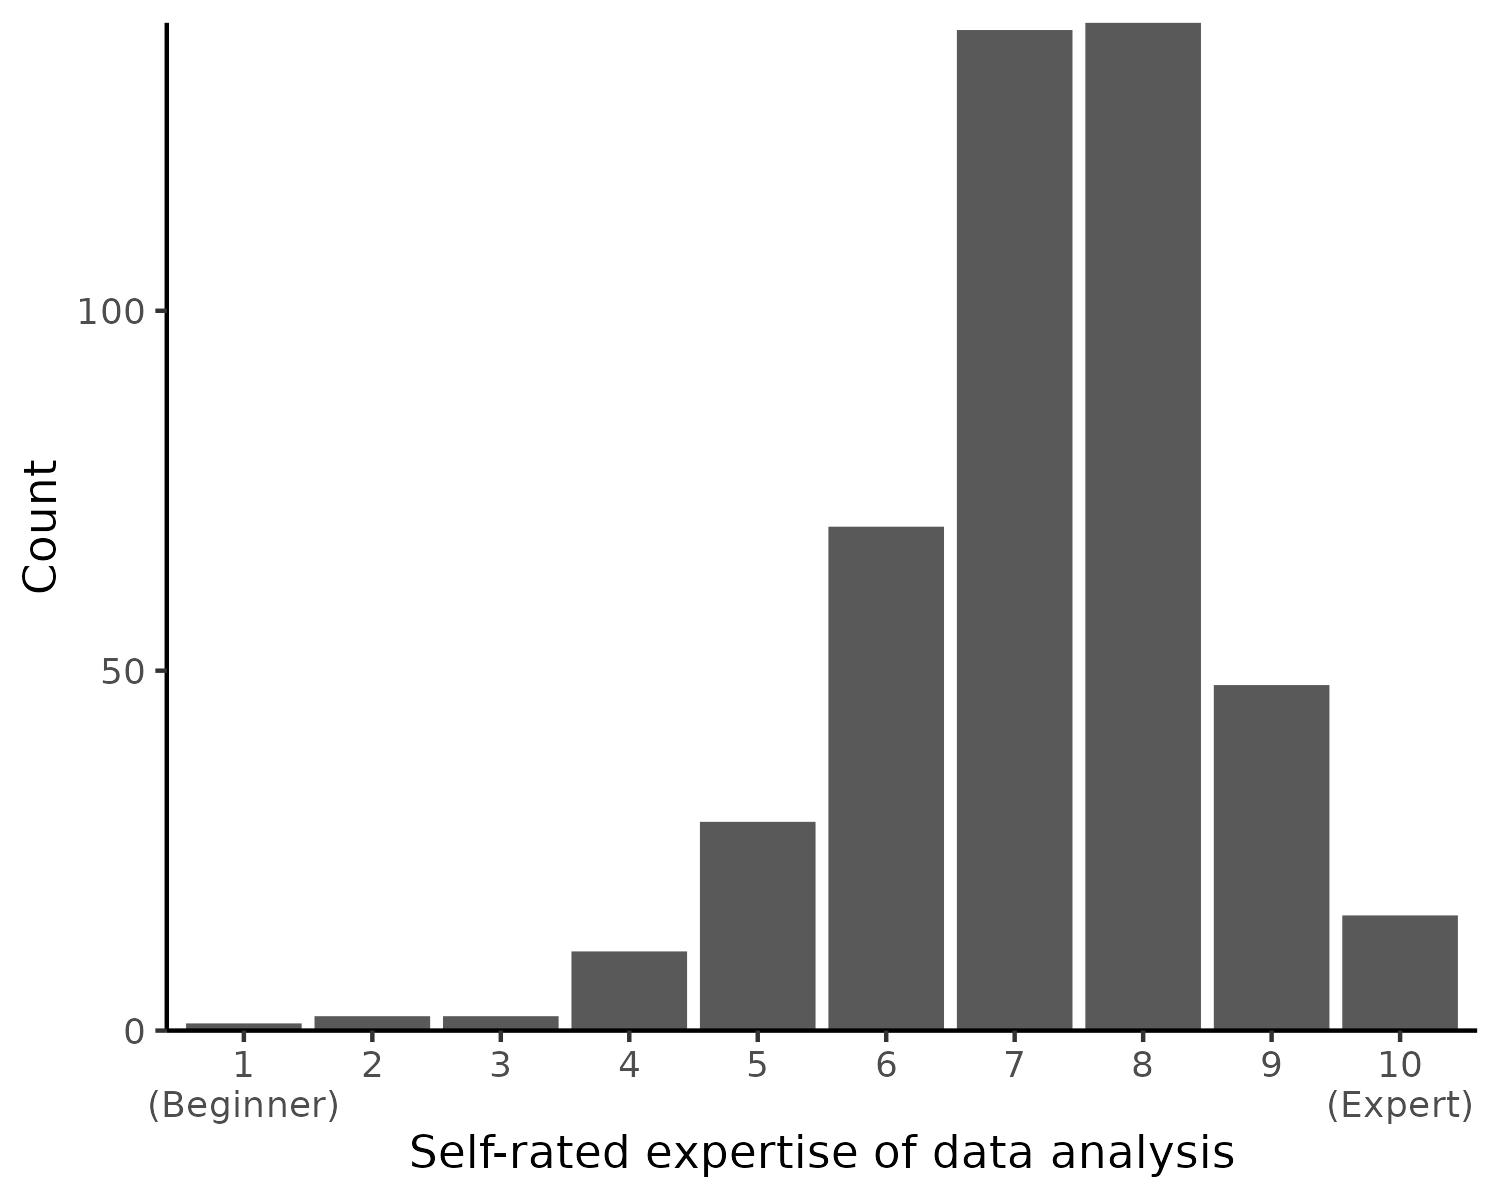 Count
100
50
0
1 2 3 4 5 6 7 8 9 10
(Beginner) (Expert)
Self-rated expertise of data analysis